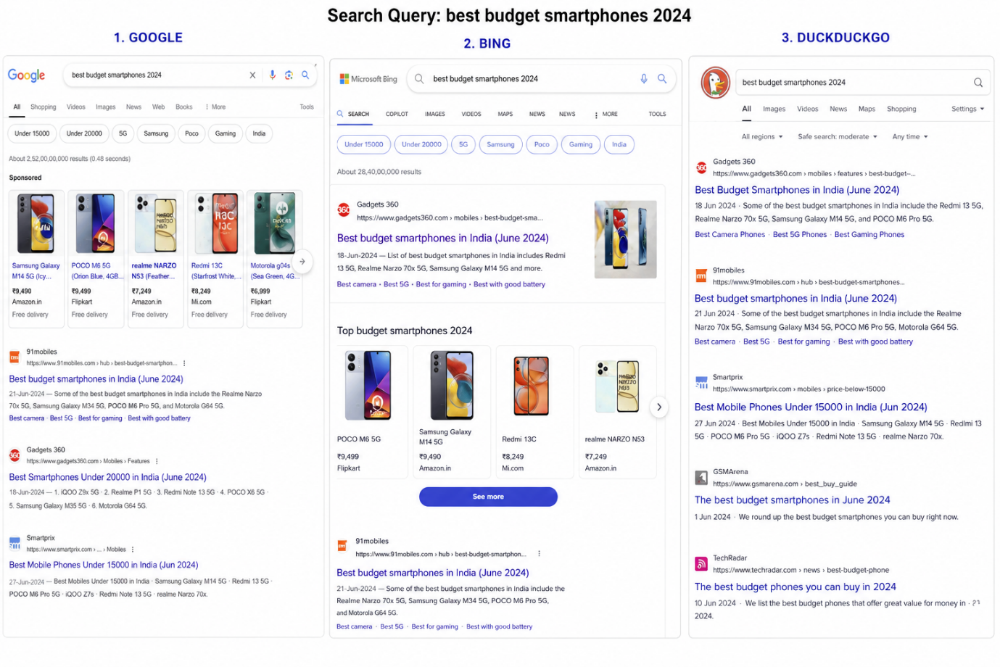 Search Query: best budget smartphones 2024
1. GOOGLE
Google
best budget smartphones 2024
All Shopping Videos Images News Web Books More Tools
Under 15000 Under 20000 5G Samsung Poco Gaming India
About 2,52,00,00,000 results (0.48 seconds)
Sponsored
Samsung Galaxy M14 5G (Icy...
₹9,490
Amazon.in
Free delivery
POCO M6 5G (Orion Blue, 4GB...
₹9,499
Flipkart
Free delivery
realme NARZO N53 (Feather...
₹7,249
Amazon.in
Free delivery
Redmi 13C (Starfrost White,...
₹8,249
Mi.com
Free delivery
Motorola g04s (Sea Green, 4G...
₹6,999
Flipkart
Free delivery
91mobiles
https://www.91mobiles.com › hub › best-budget-smartphon...
Best budget smartphones in India (June 2024)
21-Jun-2024 — Some of the best budget smartphones in India include the Realme Narzo
70x 5G, Samsung Galaxy M34 5G, POCO M6 Pro 5G, and Motorola G64 5G.
Best camera · Best 5G · Best for gaming · Best with good battery
360
Gadgets 360
https://www.gadgets360.com › Mobiles › Features
Best Smartphones Under 20000 in India (June 2024)
18-Jun-2024 — 1. iQOO Z9x 5G · 2. Realme P1 5G · 3. Redmi Note 13 5G · 4. POCO X6 5G ·
5. Samsung Galaxy M35 5G · 6. Motorola G64 5G.
Smartprix
https://www.smartprix.com › ... › Mobiles
Best Mobile Phones Under 15000 in India (Jun 2024)
27-Jun-2024 — Best Mobiles Under 15000 in India · Samsung Galaxy M14 5G · Redmi 13 5G ·
POCO M6 Pro 5G · iQOO Z7s · Redmi Note 13 5G · realme Narzo 70x.
2. BING
Microsoft Bing
best budget smartphones 2024
SEARCH COPILOT IMAGES VIDEOS MAPS NEWS NEWS MORE TOOLS
Under 15000 Under 20000 5G Samsung Poco Gaming India
About 28,40,00,000 results
360
Gadgets 360
https://www.gadgets360.com › mobiles › best-budget-sma...
Best budget smartphones in India (June 2024)
18-Jun-2024 — List of best budget smartphones in India includes Redmi
13 5G, Realme Narzo 70x 5G, Samsung Galaxy M14 5G and more.
Best camera • Best 5G • Best for gaming • Best with good battery
Top budget smartphones 2024
POCO M6 5G
₹9,499
Flipkart
Samsung Galaxy
M14 5G
₹9,490
Amazon.in
Redmi 13C
₹8,249
Mi.com
realme NARZO N53
₹7,249
Amazon.in
See more
91mobiles
https://www.91mobiles.com › hub › best-budget-smartphon...
Best budget smartphones in India (June 2024)
21-Jun-2024 — Some of the best budget smartphones in India include the
Realme Narzo 70x 5G, Samsung Galaxy M34 5G, POCO M6 Pro 5G,
and Motorola G64 5G.
Best camera · Best 5G · Best for gaming · Best with good battery
3. DUCKDUCKGO
best budget smartphones 2024
All Images Videos News Maps Shopping Settings
All regions Safe search: moderate Any time
360
Gadgets 360
https://www.gadgets360.com › mobiles › features › best-budget–...
Best Budget Smartphones in India (June 2024)
18 Jun 2024 · Some of the best budget smartphones in India include the Redmi 13 5G,
Realme Narzo 70x 5G, Samsung Galaxy M14 5G, and POCO M6 Pro 5G.
Best Camera Phones · Best 5G Phones · Best Gaming Phones
91mobiles
https://www.91mobiles.com › hub › best-budget-smartphones...
Best budget smartphones in India (June 2024)
21 Jun 2024 · Some of the best budget smartphones in India include the Realme
Narzo 70x 5G, Samsung Galaxy M34 5G, POCO M6 Pro 5G, Motorola G64 5G.
Best camera · Best 5G · Best for gaming · Best with good battery
Smartprix
https://www.smartprix.com › mobiles › price-below-15000
Best Mobile Phones Under 15000 in India (Jun 2024)
27 Jun 2024 · Best Mobiles Under 15000 in India · Samsung Galaxy M14 5G · Redlmi 13
5G · POCO M6 Pro 5G · iQOO Z7s · Redmi Note 13 5G · realme Narzo 70x.
GSMArena
https://www.gsmarena.com › best_buy_guide
The best budget smartphones in June 2024
1 Jun 2024 · We round up the best budget smartphones you can buy right now.
TechRadar
https://www.techradar.com › news › best-budget-phone
The best budget phones you can buy in 2024
10 Jun 2024 · We list the best budget phones that offer great value for money in ·
2024.